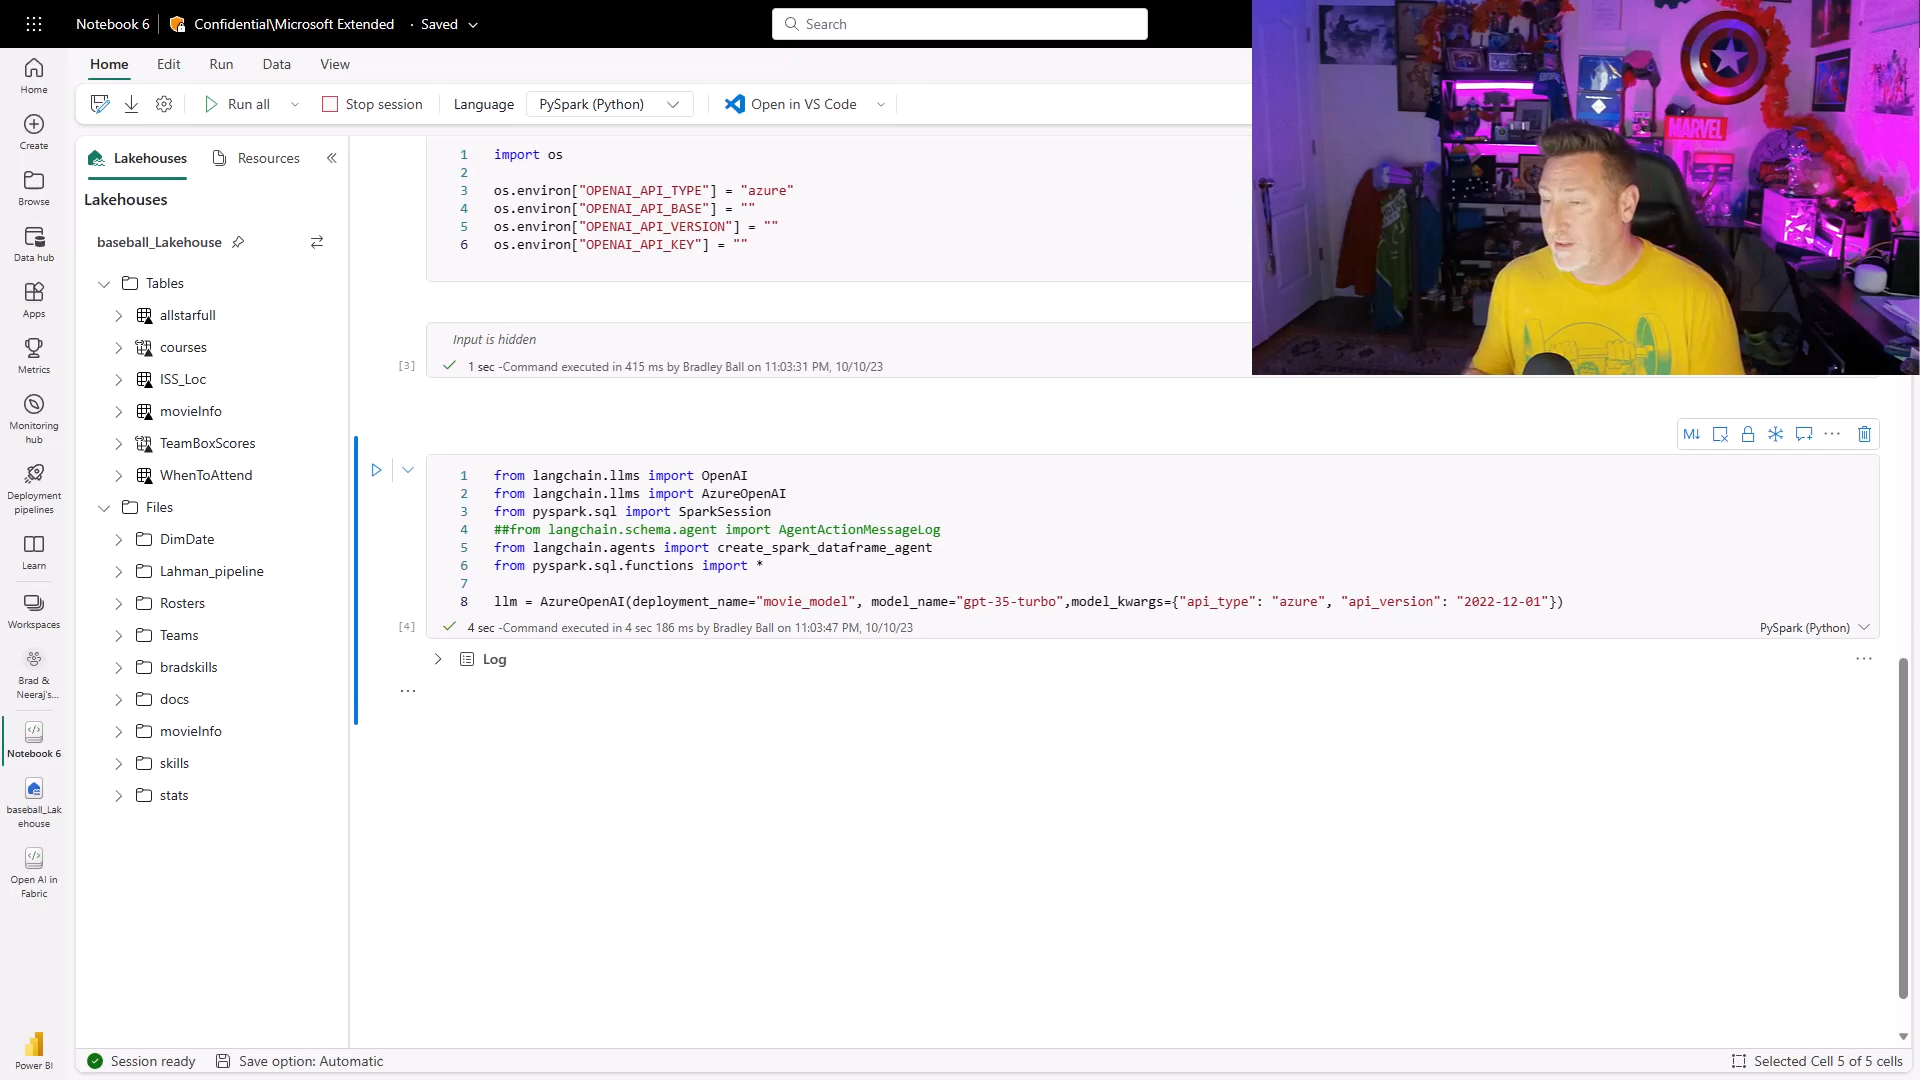 Notebook 6
Confidential\Microsoft Extended
· Saved
Search
Home
Edit
Run
Data
View
Run all
Stop session
Language
PySpark (Python)
Open in VS Code
Home
Create
Browse
Data hub
Apps
Metrics
Monitoring
hub
Deployment
pipelines
Learn
Workspaces
Brad &
Neeraj's...
Notebook 6
baseball_Lak
ehouse
Open AI in
Fabric
Power BI
Lakehouses
Resources
Lakehouses
baseball_Lakehouse
Tables
allstarfull
courses
ISS_Loc
movieInfo
TeamBoxScores
WhenToAttend
Files
DimDate
Lahman_pipeline
Rosters
Teams
bradskills
docs
movieInfo
skills
stats
1 import os
2
3 os.environ["OPENAI_API_TYPE"] = "azure"
4 os.environ["OPENAI_API_BASE"] = ""
5 os.environ["OPENAI_API_VERSION"] = ""
6 os.environ["OPENAI_API_KEY"] = ""
Input is hidden
[3] 1 sec -Command executed in 415 ms by Bradley Ball on 11:03:31 PM, 10/10/23
M↓
1 from langchain.llms import OpenAI
2 from langchain.llms import AzureOpenAI
3 from pyspark.sql import SparkSession
4 ##from langchain.schema.agent import AgentActionMessageLog
5 from langchain.agents import create_spark_dataframe_agent
6 from pyspark.sql.functions import *
7
8 llm = AzureOpenAI(deployment_name="movie_model", model_name="gpt-35-turbo",model_kwargs={"api_type": "azure", "api_version": "2022-12-01"})
[4] 4 sec -Command executed in 4 sec 186 ms by Bradley Ball on 11:03:47 PM, 10/10/23
PySpark (Python)
Log
MARVEL
Session ready
Save option: Automatic
Selected Cell 5 of 5 cells